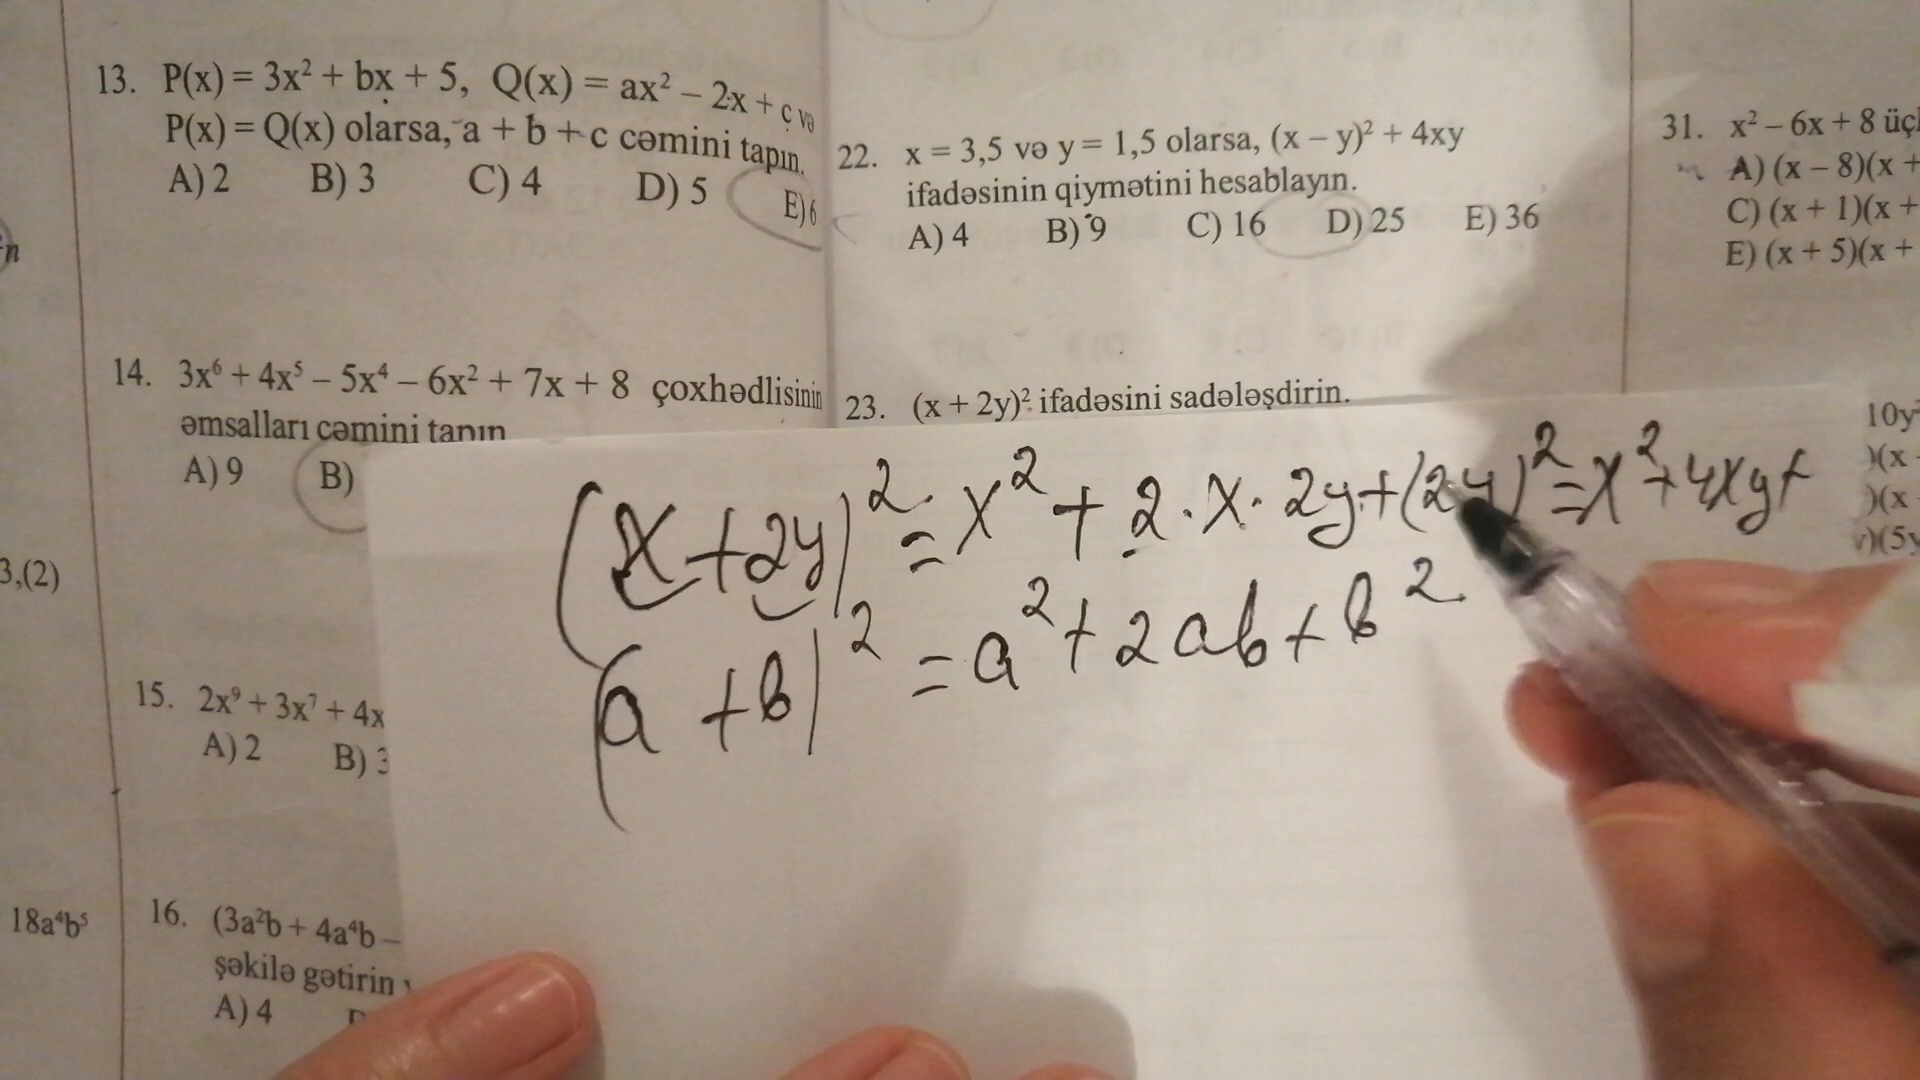 n
3,(2)
18a⁴b⁵
13. P(x) = 3x² + bx + 5, Q(x) = ax² – 2x + c və
P(x) = Q(x) olarsa, a + b + c cəmini tapın.
A) 2 B) 3 C) 4 D) 5 E) 6
14. 3x⁶ + 4x⁵ – 5x⁴ – 6x² + 7x + 8 çoxhədlisinin
əmsalları cəmini tapın
A) 9 B)
15. 2x⁹ + 3x⁷ + 4x
A) 2 B) 3
16. (3a²b + 4a⁴b –
şəkilə gətirin
A) 4
22. x = 3,5 və y = 1,5 olarsa, (x – y)² + 4xy
ifadəsinin qiymətini hesablayın.
A) 4 B) 9 C) 16 D) 25 E) 36
23. (x + 2y)² ifadəsini sadələşdirin.
(x+2y)² = x² + 2·x·2y+(2y)² = x²+4xy+
(a+b)² = a²+2ab+b²
31. x² – 6x + 8 üçh
A) (x – 8)(x +
C) (x + 1)(x +
E) (x + 5)(x +
10y²
)(x -
)(x +
)(5y